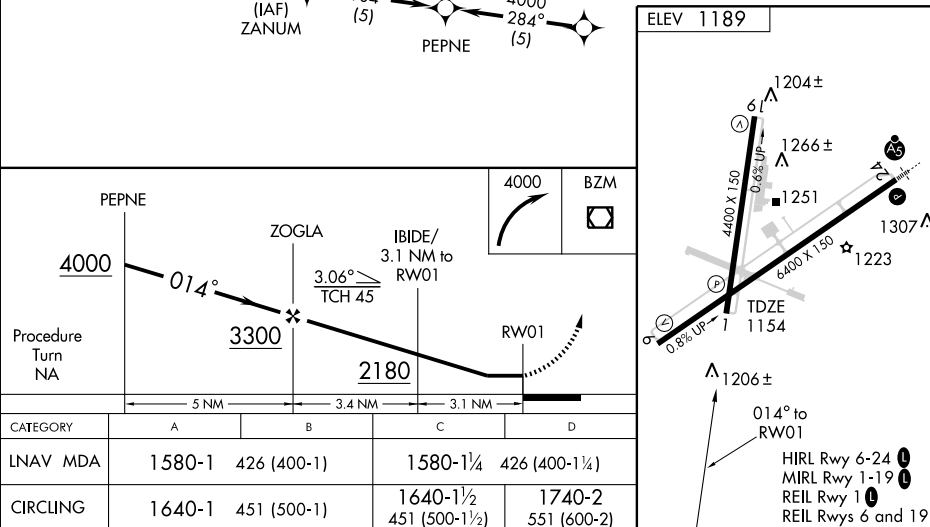 (IAF)
ZANUM
(5)
PEPNE
4000
284°
(5)
PEPNE
4000
014°
ZOGLA
3300
3.06°
TCH 45
IBIDE/
3.1 NM to
RW01
2180
RW01
4000
BZM
Procedure
Turn
NA
5 NM
3.4 NM
3.1 NM
CATEGORY A B C D
LNAV MDA 1580-1 426 (400-1) 1580-1¼ 426 (400-1¼)
CIRCLING 1640-1 451 (500-1) 1640-1½ 451 (500-1½) 1740-2 551 (600-2)
ELEV 1189
1204±
19
V
0.6% UP
1266±
1251
4400 X 150
A5
24
P
1307
1223
6400 X 150
P
TDZE
1154
1
V
6
0.8% UP
1206±
014° to
RW01
HIRL Rwy 6-24 L
MIRL Rwy 1-19 L
REIL Rwy 1 L
REIL Rwys 6 and 19